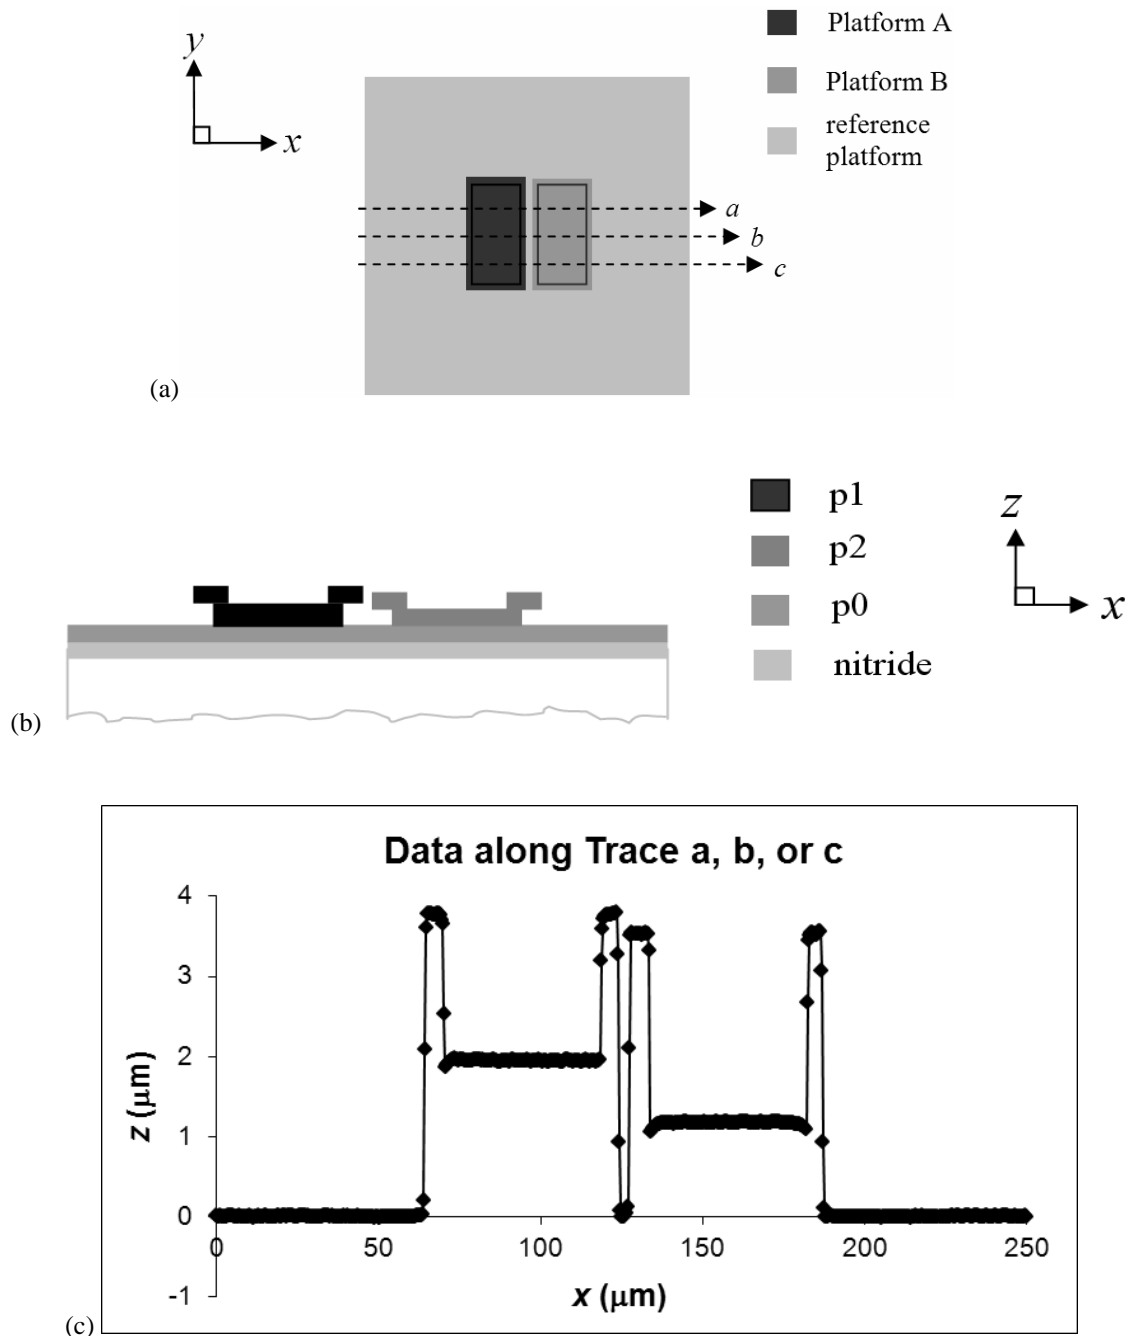 y
x
Platform A
Platform B
reference
platform
a
b
c
(a)
p1
p2
p0
nitride
z
x
(b)
Data along Trace a, b, or c
4
3
2
1
0
-1
z (μm)
0
50
100
150
200
250
x (μm)
(c)